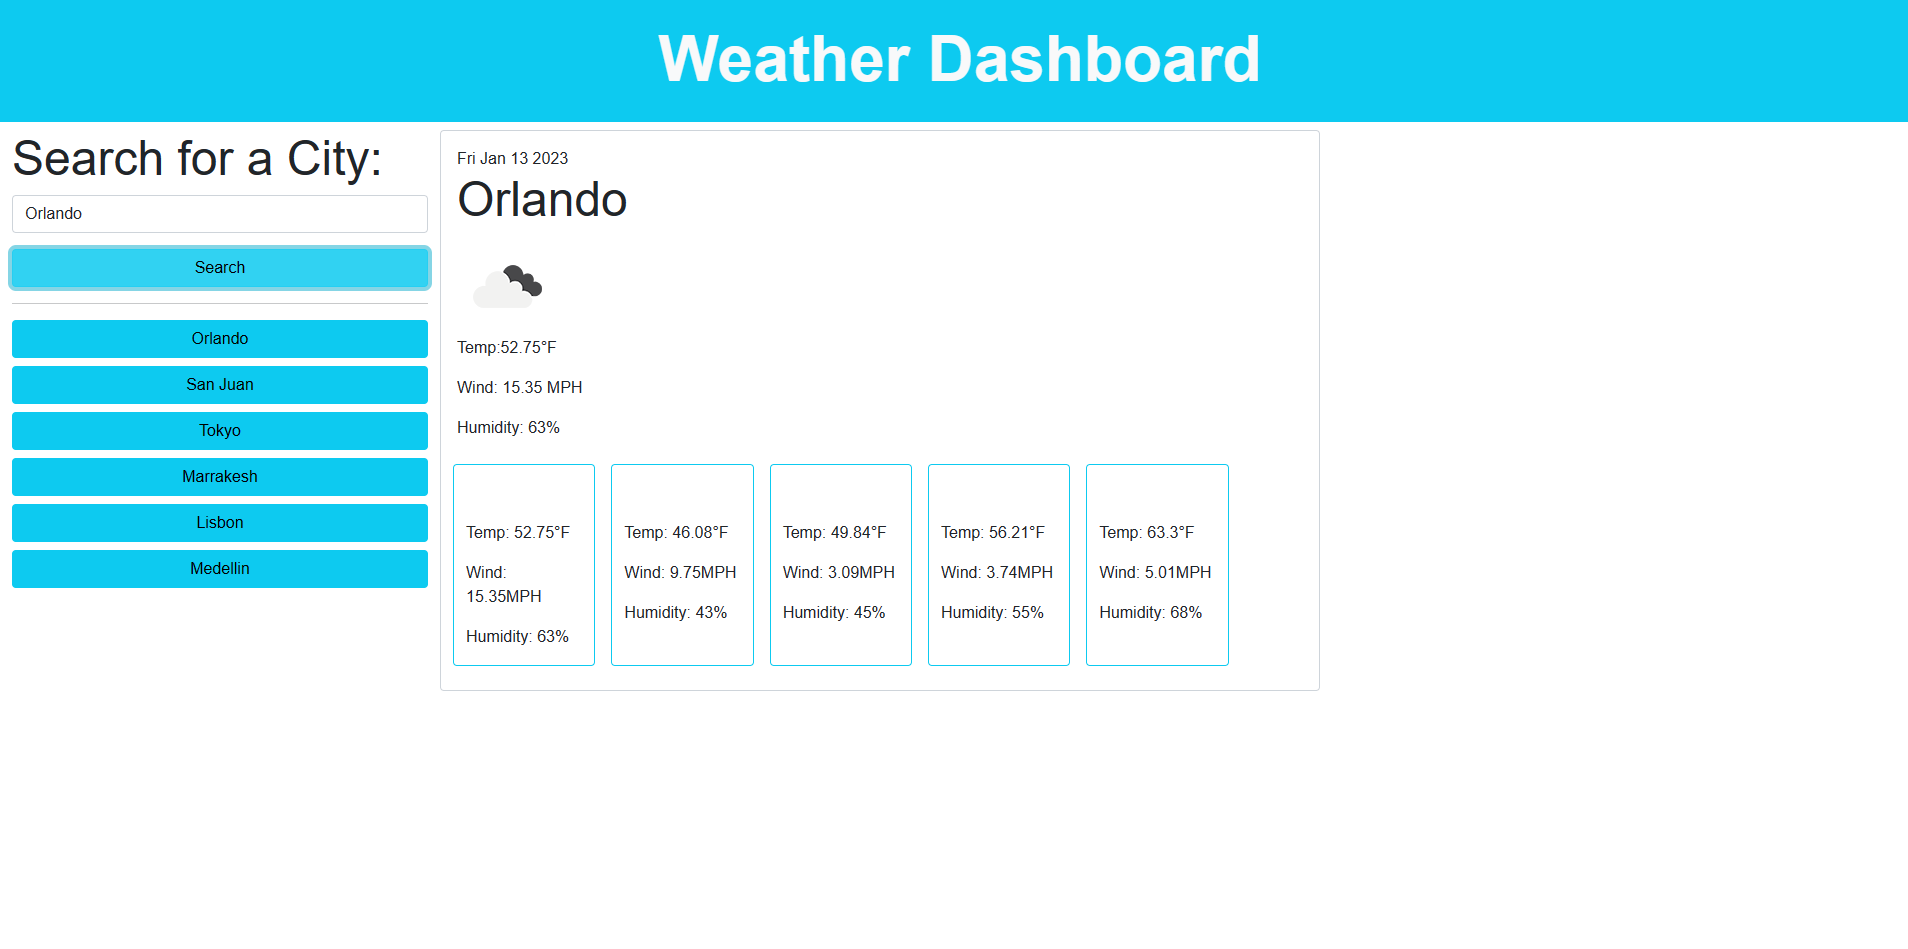 Weather Dashboard
Search for a City:
Orlando
Search
Orlando
San Juan
Tokyo
Marrakesh
Lisbon
Medellin
Fri Jan 13 2023
Orlando
Temp:52.75°F
Wind: 15.35 MPH
Humidity: 63%
Temp: 52.75°F
Wind:
15.35MPH
Humidity: 63%
Temp: 46.08°F
Wind: 9.75MPH
Humidity: 43%
Temp: 49.84°F
Wind: 3.09MPH
Humidity: 45%
Temp: 56.21°F
Wind: 3.74MPH
Humidity: 55%
Temp: 63.3°F
Wind: 5.01MPH
Humidity: 68%